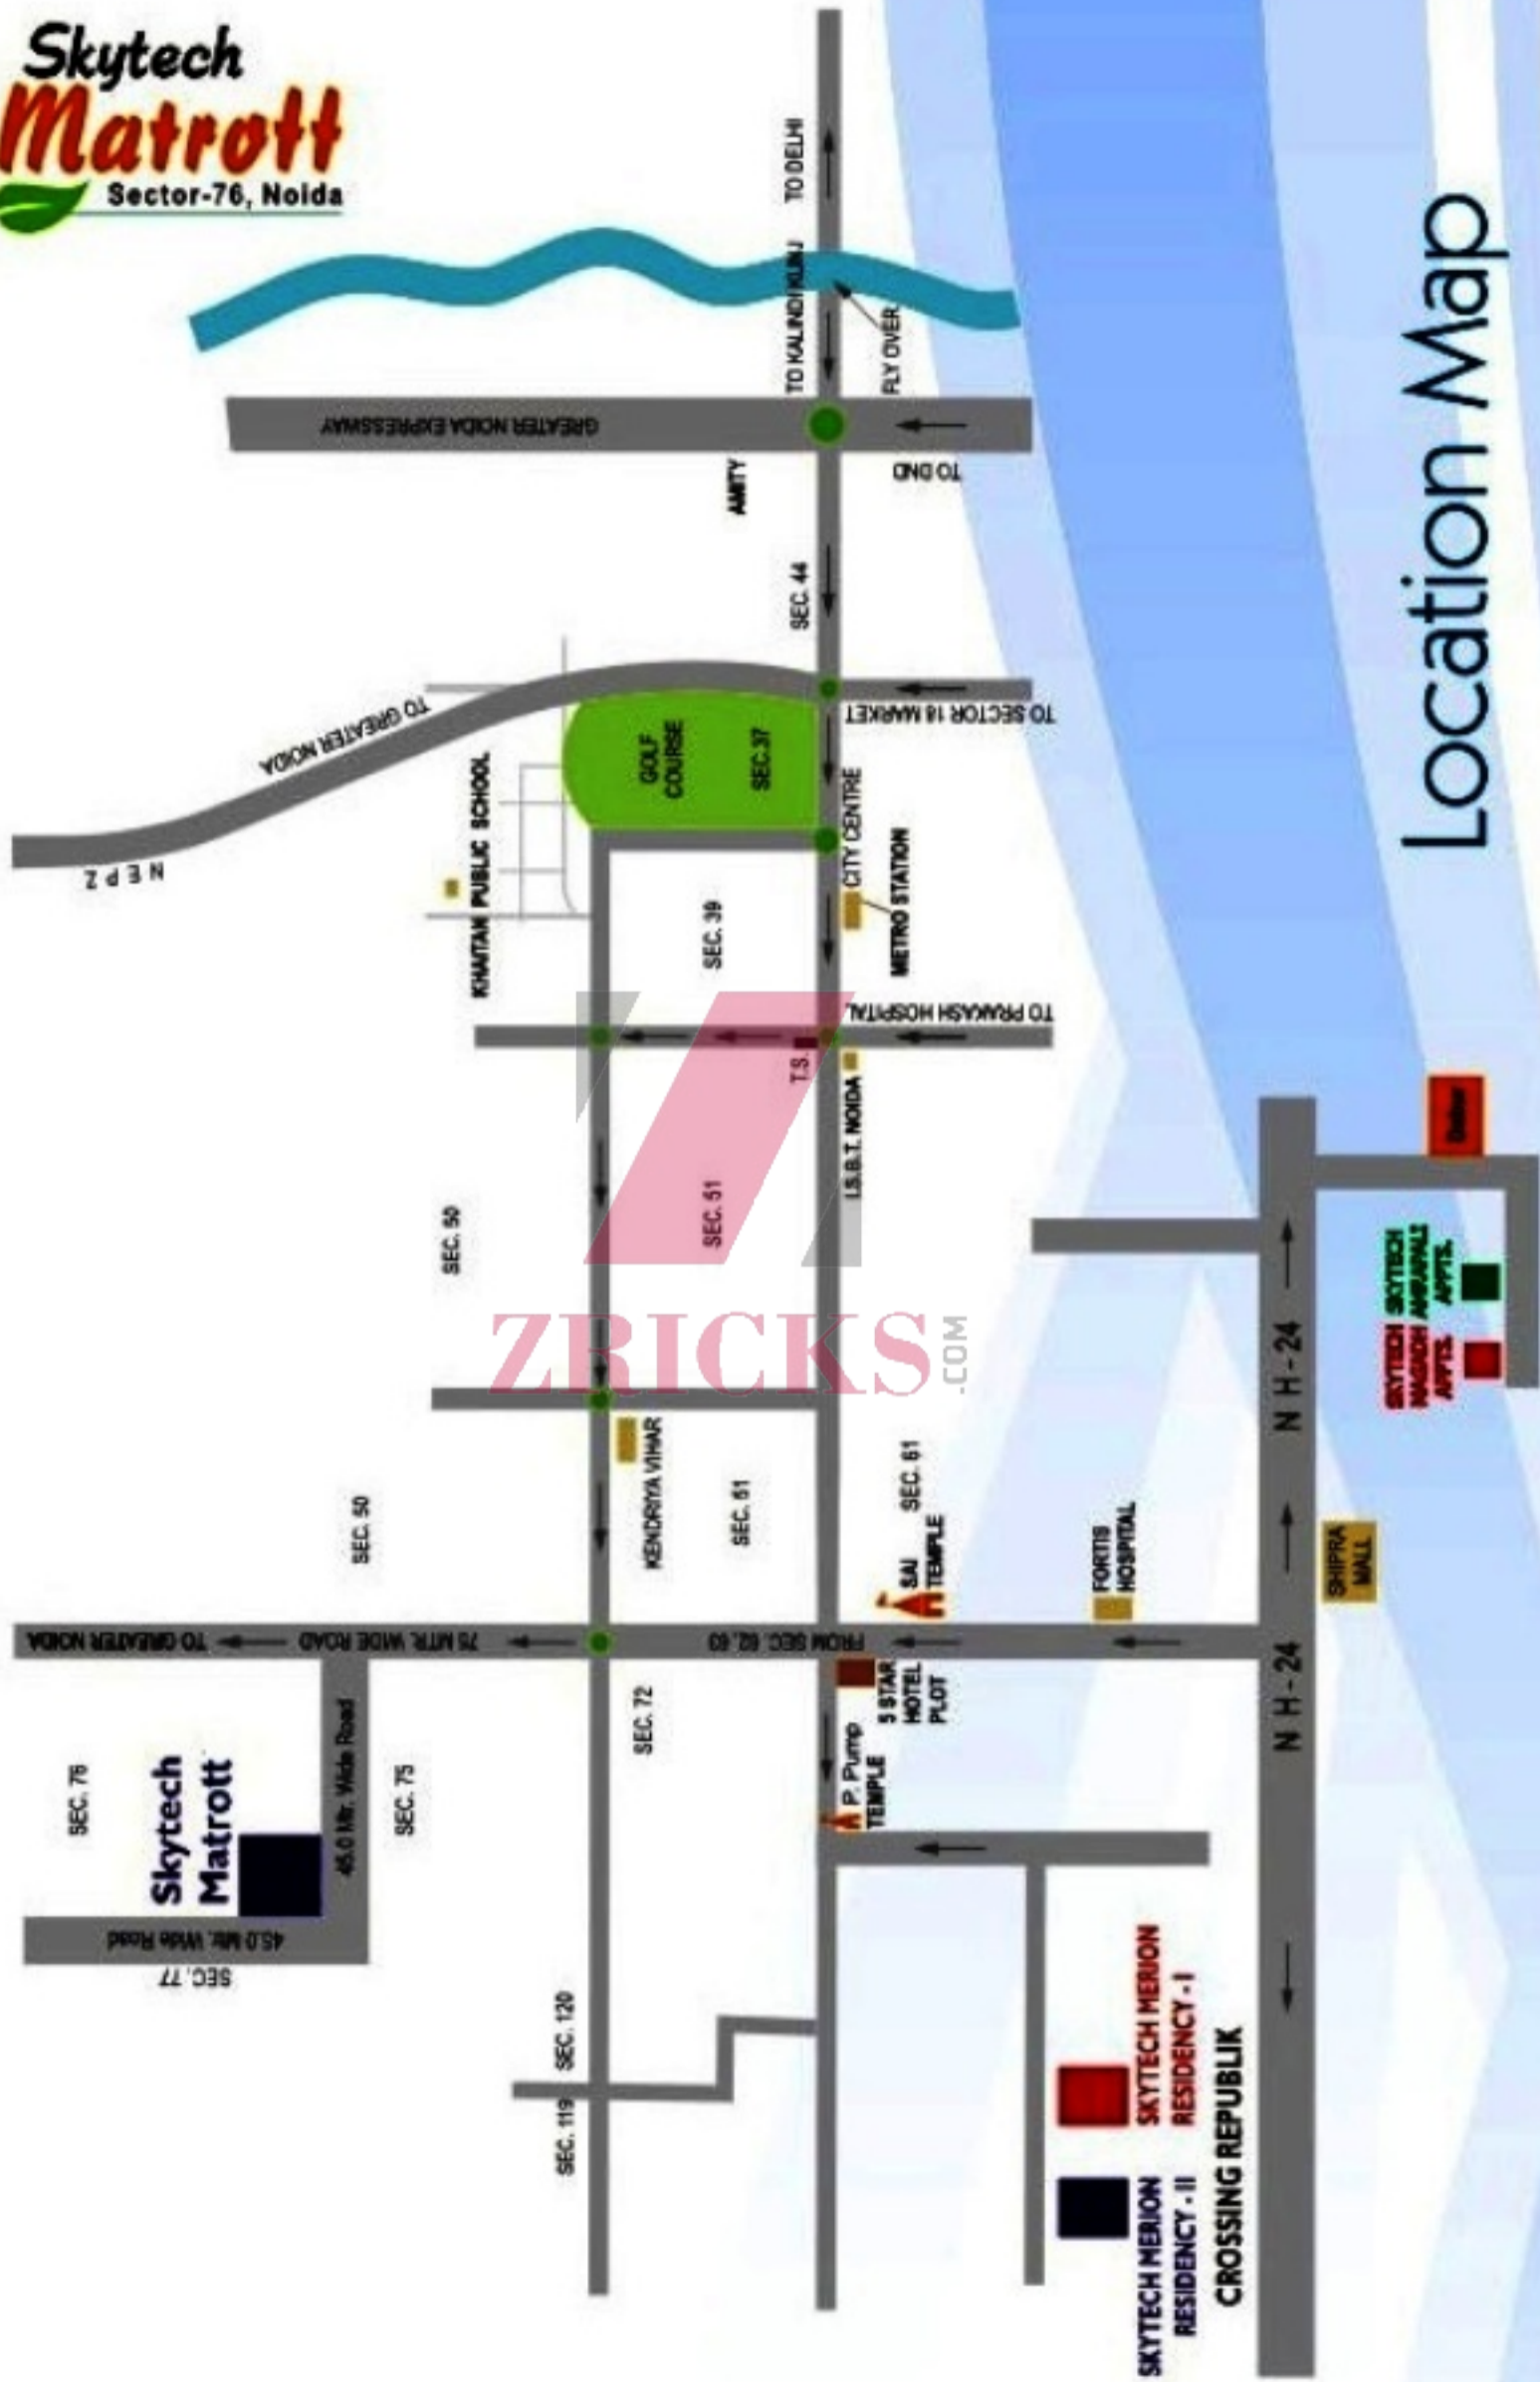 Skytech
Matrott
Sector-76, Noida
TO DELHI
TO KALINDI KUNJ
FLY OVER
GREATER NOIDA EXPRESSWAY
TO DND
AMITY
SEC. 44
TO GREATER NOIDA
N E P Z
TO SECTOR 18 MARKET
GOLF
COURSE
SEC.37
KHAITAN PUBLIC SCHOOL
CITY CENTRE
METRO STATION
SEC. 39
TO PRAKASH HOSPITAL
T.S.
I.S.B.T. NOIDA
SEC. 50
SEC. 51
ZRICKS
.COM
KENDRIYA VIHAR
SEC. 50
SEC. 51
SEC. 61
SAI
TEMPLE
FORTIS
HOSPITAL
TO GREATER NOIDA
75 MTR. WIDE ROAD
FROM SEC. 62, 63
SEC. 72
5 STAR
HOTEL
PLOT
P. Pump
TEMPLE
SEC. 76
Skytech
Matrott
45.0 Mtr. Wide Road
SEC. 75
45.0 Mtr. Wide Road
SEC. 77
SEC. 120
SEC. 119
N H - 24
N H - 24
SHIPRA
MALL
Dabur
SKYTECH
AMRAPALI
APPTS.
SKYTECH
MAGADH
APPTS.
SKYTECH MERION
RESIDENCY - I
SKYTECH MERION
RESIDENCY - II
CROSSING REPUBLIK
Location Map